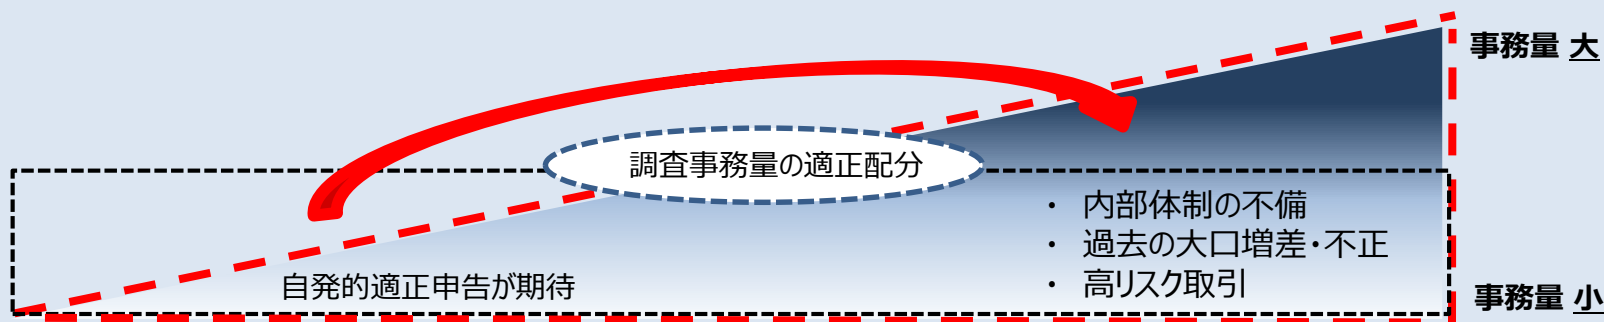 事務量 大
調査事務量の適正配分
・ 内部体制の不備
・ 過去の大口増差・不正
・ 高リスク取引
自発的適正申告が期待
事務量 小